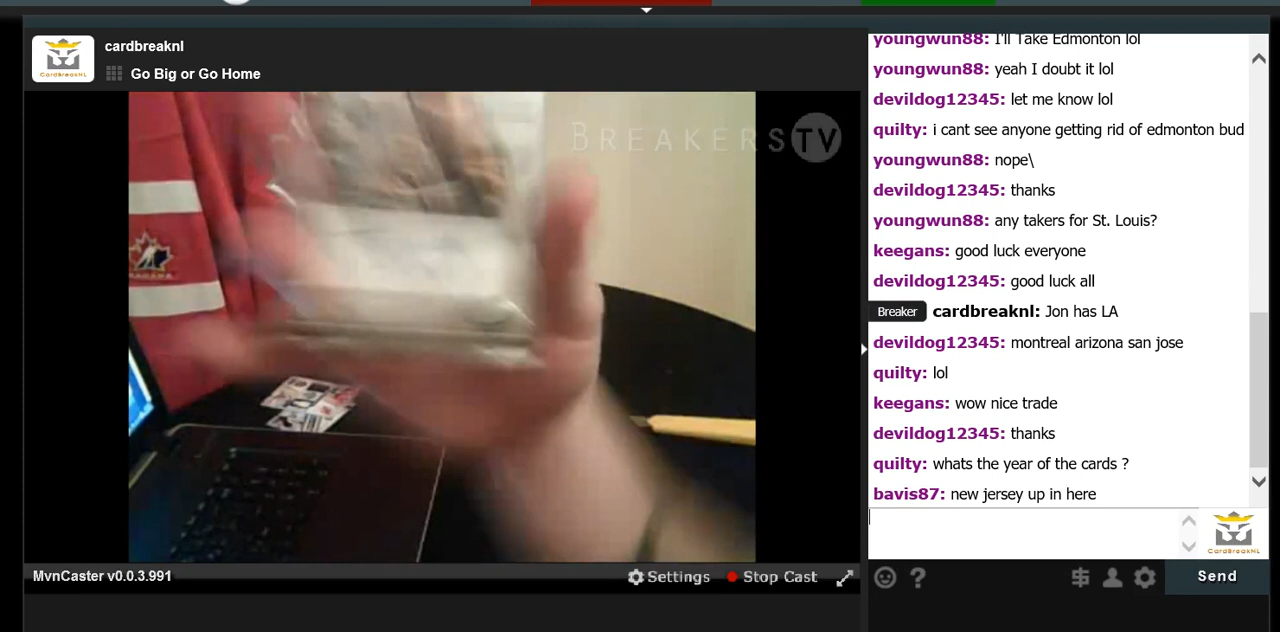 cardbreaknl
CardBreakNL
Go Big or Go Home
BREAKERS TV
youngwun88: I'll Take Edmonton lol
youngwun88: yeah I doubt it lol
devildog12345: let me know lol
quilty: i cant see anyone getting rid of edmonton bud
youngwun88: nope\
devildog12345: thanks
youngwun88: any takers for St. Louis?
keegans: good luck everyone
devildog12345: good luck all
Breaker cardbreaknl: Jon has LA
devildog12345: montreal arizona san jose
quilty: lol
keegans: wow nice trade
devildog12345: thanks
quilty: whats the year of the cards ?
bavis87: new jersey up in here
CardBreakNL
MvnCaster v0.0.3.991
Settings
Stop Cast
?
Send